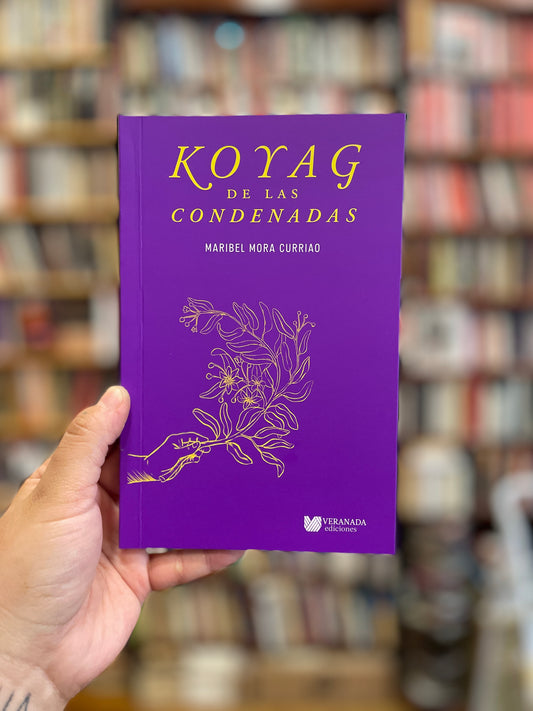 KOYAG
DE LAS
CONDENADAS
MARIBEL MORA CURRIAO
VERANADA
ediciones